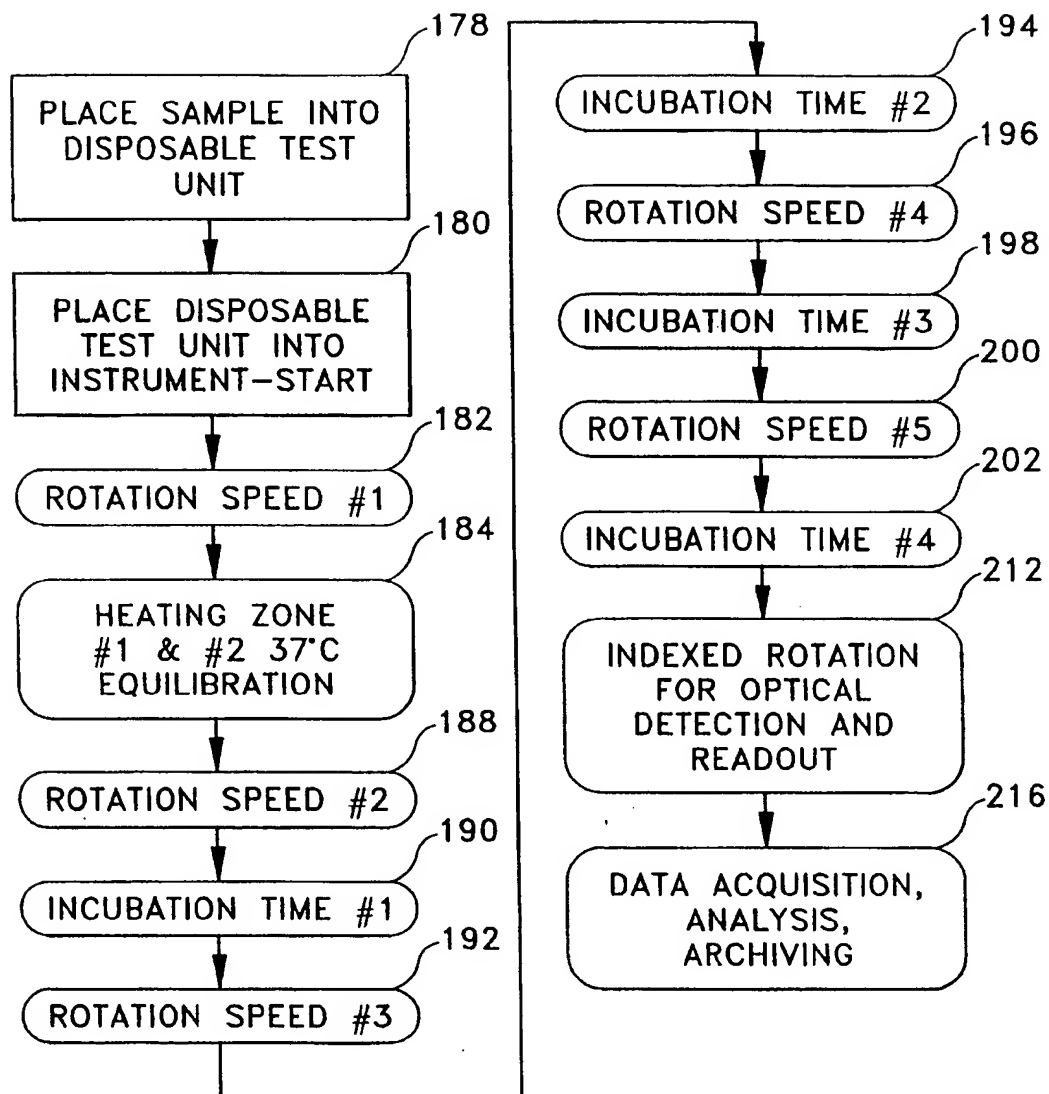 178
PLACE SAMPLE INTO
DISPOSABLE TEST
UNIT
180
PLACE DISPOSABLE
TEST UNIT INTO
INSTRUMENT-START
182
ROTATION SPEED #1
184
HEATING ZONE
#1 & #2 37°C
EQUILIBRATION
188
ROTATION SPEED #2
190
INCUBATION TIME #1
192
ROTATION SPEED #3
194
INCUBATION TIME #2
196
ROTATION SPEED #4
198
INCUBATION TIME #3
200
ROTATION SPEED #5
202
INCUBATION TIME #4
212
INDEXED ROTATION
FOR OPTICAL
DETECTION AND
READOUT
216
DATA ACQUISITION,
ANALYSIS,
ARCHIVING